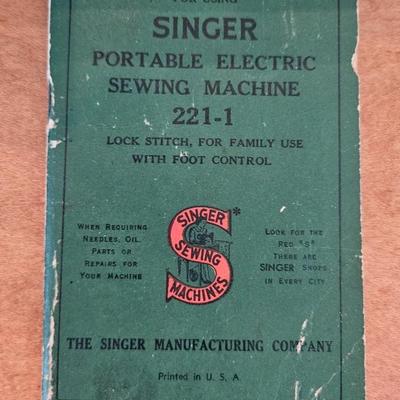 FOR USING
SINGER
PORTABLE ELECTRIC
SEWING MACHINE
221-1
LOCK STITCH, FOR FAMILY USE
WITH FOOT CONTROL
WHEN REQUIRING
NEEDLES, OIL,
PARTS OR
REPAIRS FOR
YOUR MACHINE
SINGER
SEWING
MACHINES
*
LOOK FOR THE
RED "S"
THERE ARE
SINGER SHOPS
IN EVERY CITY
THE SINGER MANUFACTURING COMPANY
Printed in U. S. A.